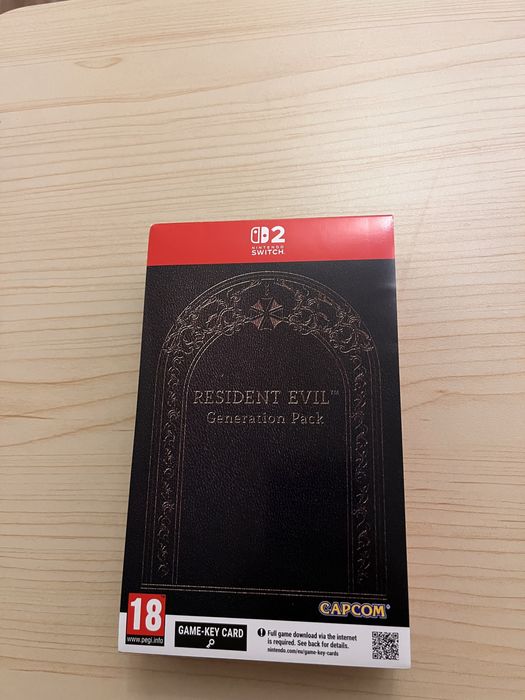 2
NINTENDO
SWITCH
RESIDENT EVIL™
Generation Pack
CAPCOM®
18
www.pegi.info
GAME-KEY CARD
! Full game download via the internet
is required. See back for details.
nintendo.com/eu/game-key-cards